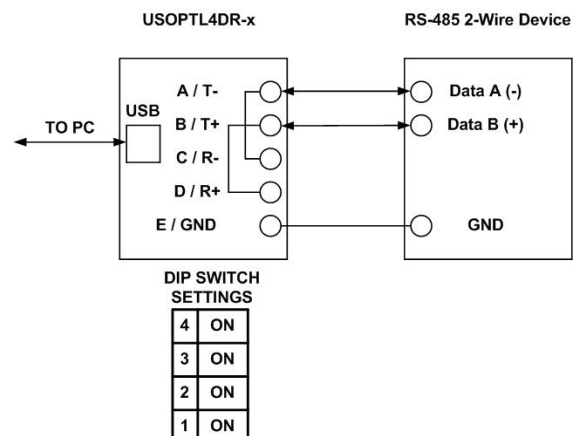 USOPTL4DR-x
RS-485 2-Wire Device
A / T-
Data A (-)
USB
B / T+
Data B (+)
TO PC
C / R-
D / R+
E / GND
GND
DIP SWITCH
SETTINGS
4 ON
3 ON
2 ON
1 ON